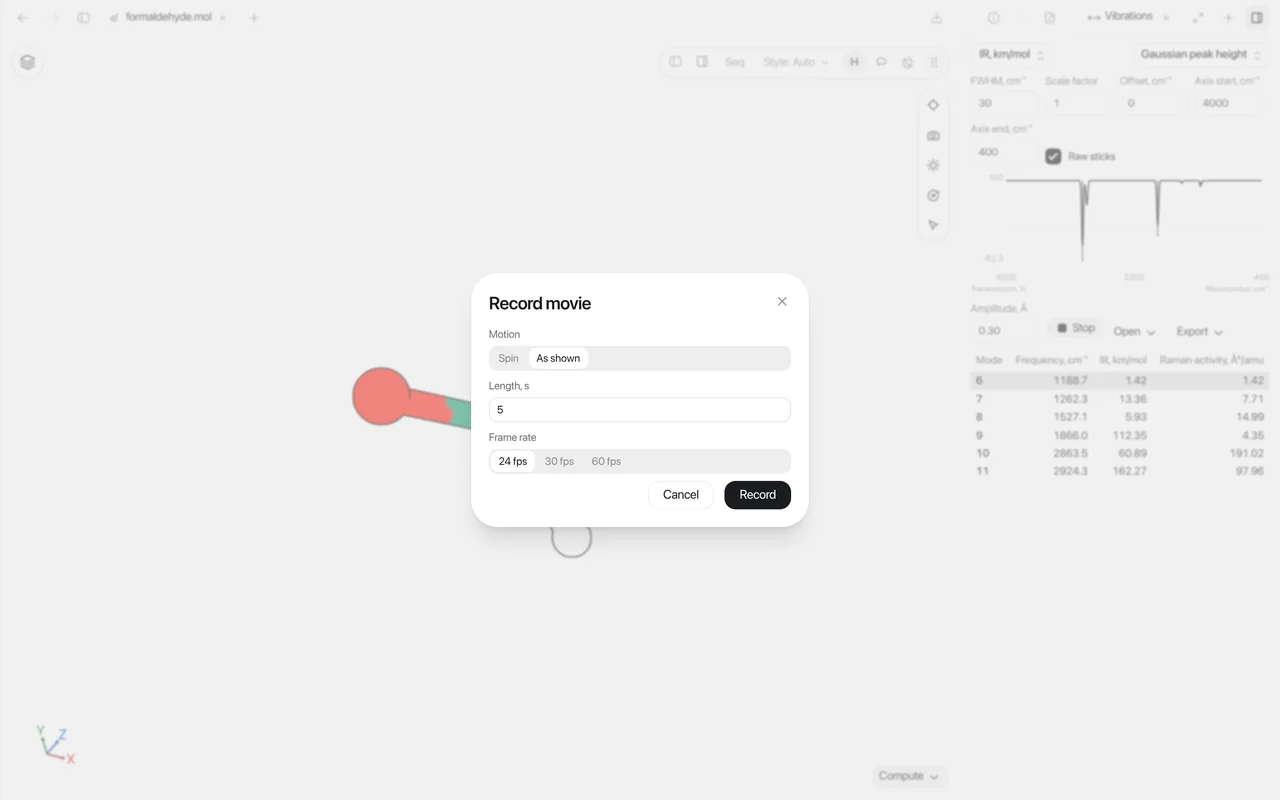 formaldehyde.mol
Vibrations
Seq Style: Auto H
IR, km/mol Gaussian peak height
FWHM, cm⁻¹ Scale factor Offset, cm⁻¹ Axis start, cm⁻¹
30 1 0 4000
Axis end, cm⁻¹
400 Raw sticks
100
4000 2200 400
Transmission, % Wavenumber, cm⁻¹
Amplitude, Å
0.30 Stop Open Export
Mode Frequency, cm⁻¹ IR, km/mol Raman activity, Å⁴/amu
6 1188.7 1.42 1.42
7 1262.3 13.36 7.71
8 1527.1 5.93 14.99
9 1866.0 112.35 4.35
10 2863.5 60.89 191.02
11 2924.3 162.27 97.96
Record movie
Motion
Spin As shown
Length, s
5
Frame rate
24 fps 30 fps 60 fps
Cancel Record
Y
Z
X
Compute